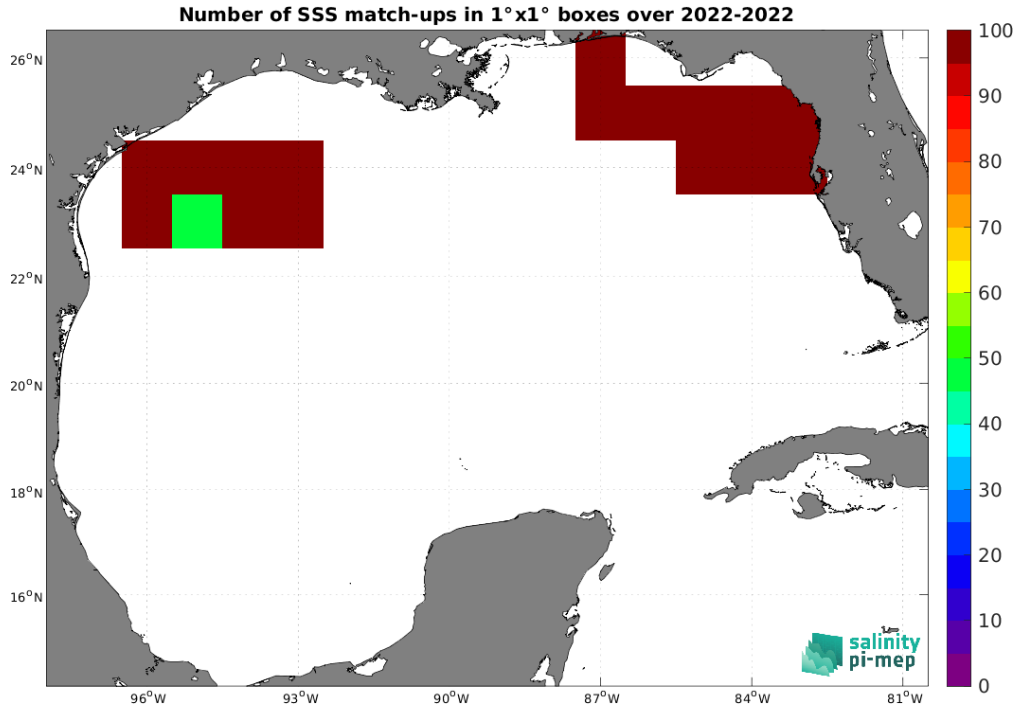 Number of SSS match-ups in 1°x1° boxes over 2022-2022
26°N
24°N
22°N
20°N
18°N
16°N
96°W
93°W
90°W
87°W
84°W
81°W
100
90
80
70
60
50
40
30
20
10
0
salinity
pi-mep